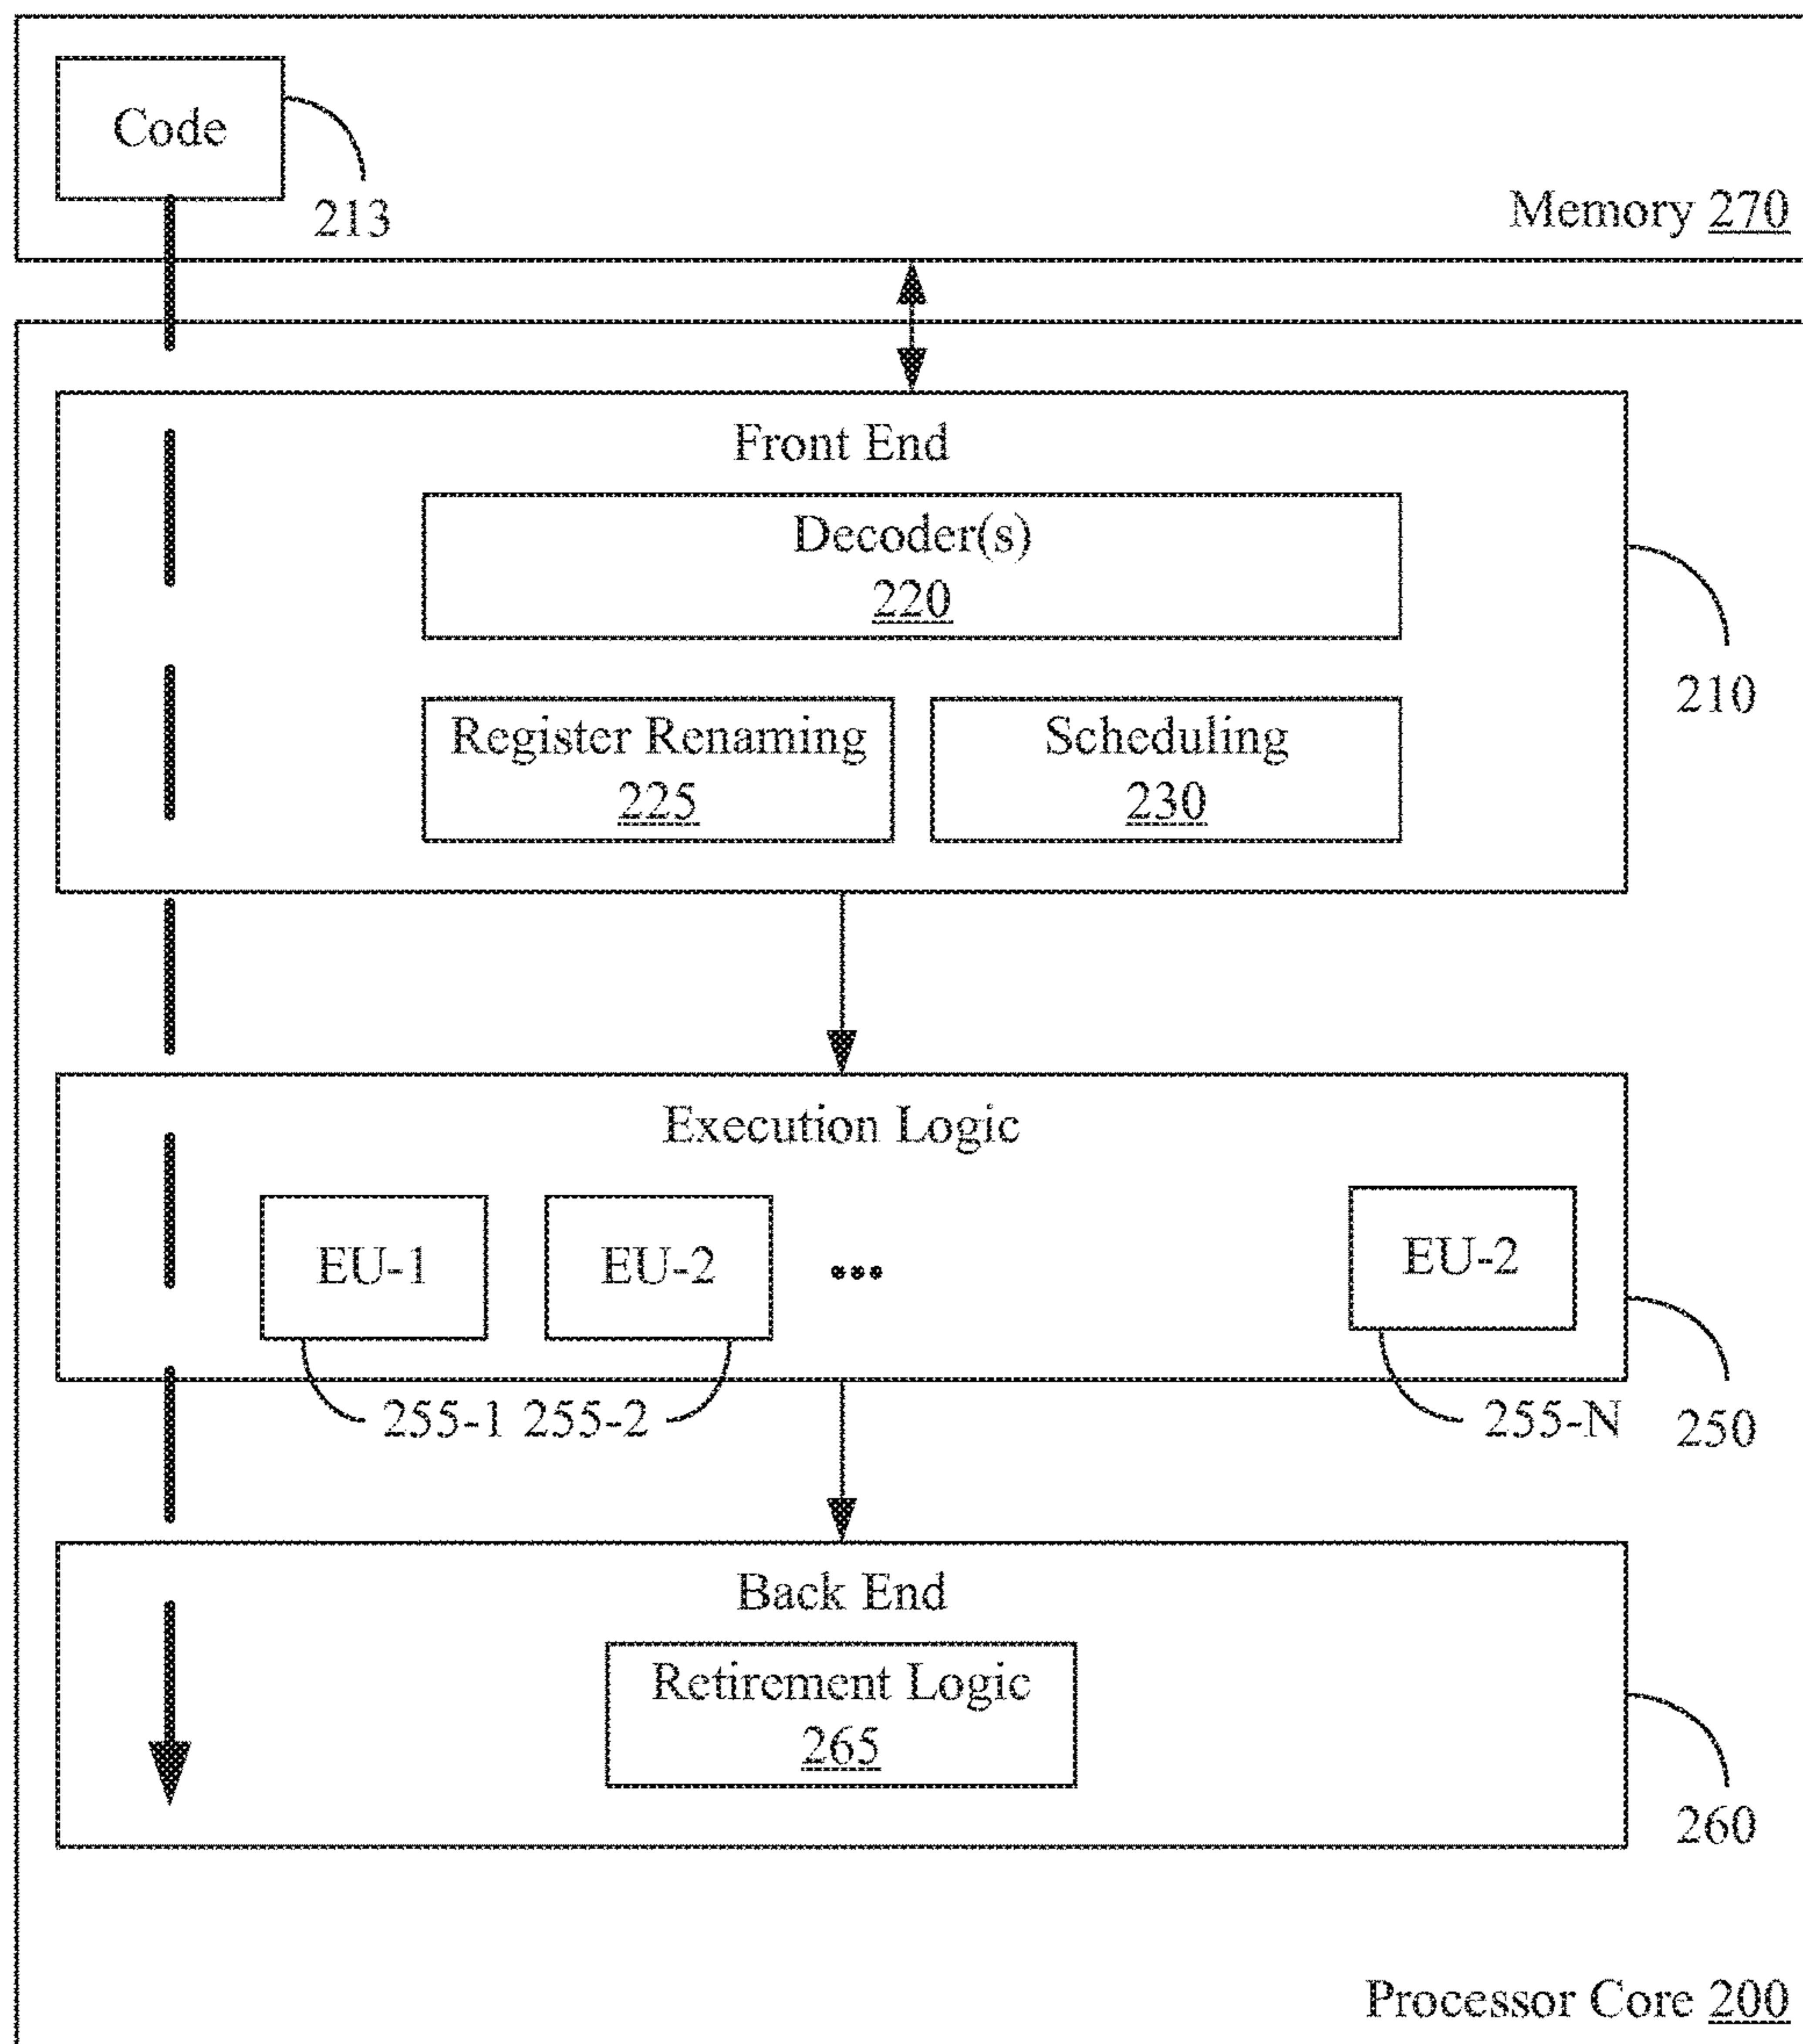 Code
213
Memory 270
Front End
Decoder(s)
220
210
Register Renaming
225
Scheduling
230
Execution Logic
EU-1
EU-2
•••
EU-2
255-1
255-2
255-N
250
Back End
Retirement Logic
265
260
Processor Core 200